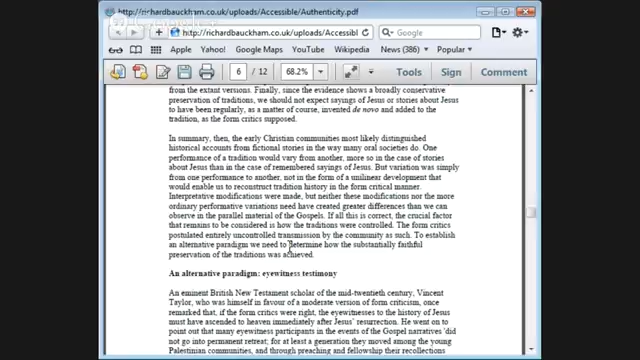 http://richardbauckham.co.uk/uploads/Accessible/Authenticity.pdf
http://richardbauckham.co.uk/uploads/Accessibl
Google
Apple Yahoo! Google Maps YouTube Wikipedia News (386) Popular
6 / 12 68.2% Tools Sign Comment
from the extant versions. Finally, since the evidence shows a broadly conservative
preservation of traditions, we should not expect sayings of Jesus or stories about Jesus
to have been regularly, as a matter of course, invented de novo and added to the
tradition, as the form critics supposed.
In summary, then, the early Christian communities most likely distinguished
historical accounts from fictional stories in the way many oral societies do. One
performance of a tradition would vary from another, more so in the case of stories
about Jesus than in the case of remembered sayings of Jesus. But variation was simply
from one performance to another, not in the form of a unilinear development that
would enable us to reconstruct tradition history in the form critical manner.
Interpretative modifications were made, but neither these modifications nor the more
ordinary performative variations need have created greater differences than we can
observe in the parallel material of the Gospels. If all this is correct, the crucial factor
that remains to be considered is how the traditions were controlled. The form critics
postulated entirely uncontrolled transmission by the community as such. To establish
an alternative paradigm we need to determine how the substantially faithful
preservation of the traditions was achieved.
An alternative paradigm: eyewitness testimony
An eminent British New Testament scholar of the mid-twentieth century, Vincent
Taylor, who was himself in favour of a moderate version of form criticism, once
remarked that, if the form critics were right, the eyewitnesses to the history of Jesus
must have ascended to heaven immediately after Jesus' resurrection. He went on to
point out that many eyewitness participants in the events of the Gospel narratives 'did
not go into permanent retreat; for at least a generation they moved among the young
Palestinian communities, and through preaching and fellowship their recollections